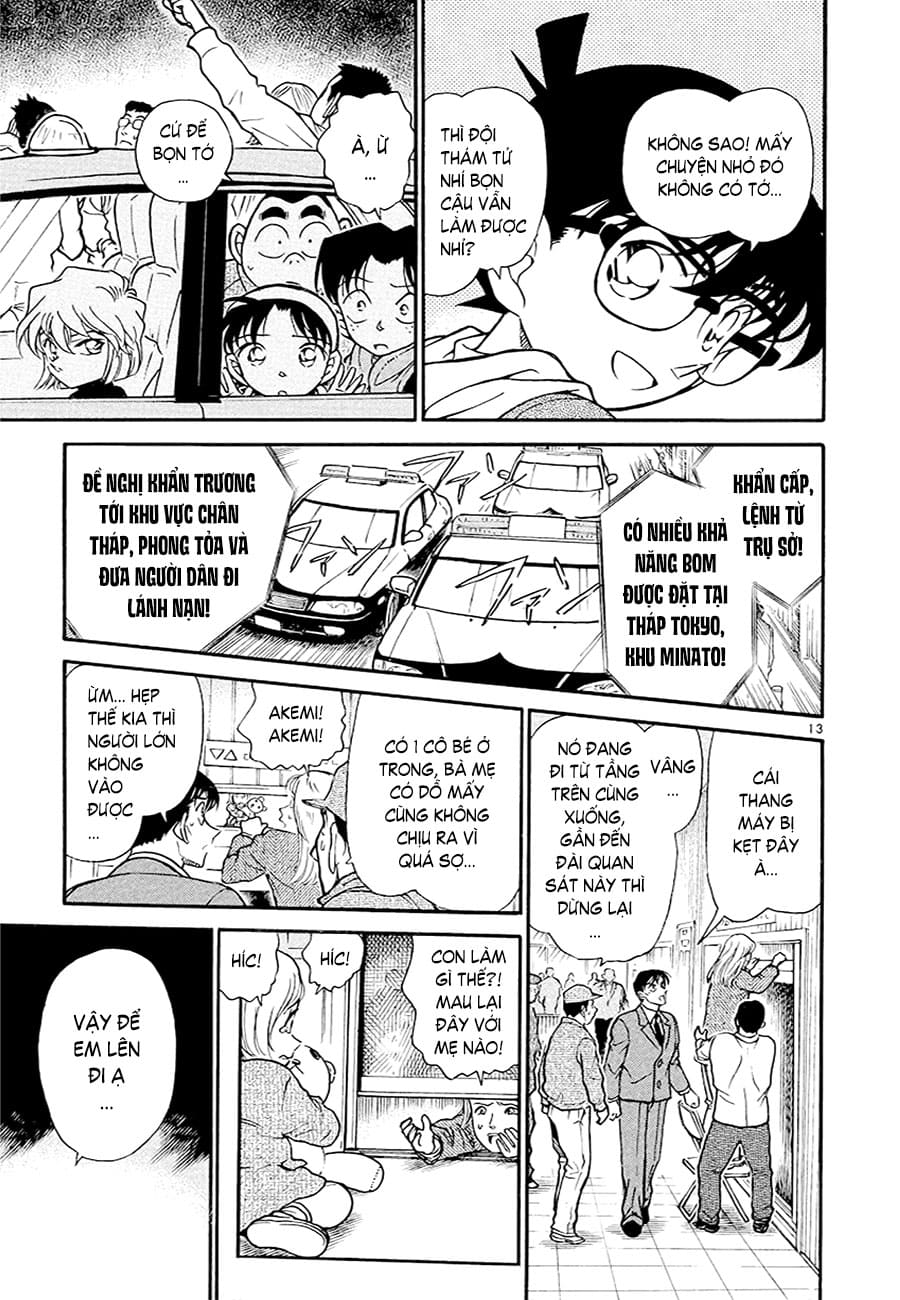 KHÔNG SAO! MẤY
CHUYỆN NHỎ ĐÓ
KHÔNG CÓ TỚ...
THÌ ĐỘI
THÁM TỬ
NHÍ BỌN
CẬU VẪN
LÀM ĐƯỢC
NHÍ?
À, Ừ
...
CỨ ĐỂ
BỌN TỚ
...
KHẨN CẤP,
LỆNH TỪ
TRỤ SỞ!
CÓ NHIỀU KHẢ
NĂNG BOM
ĐƯỢC ĐẶT TẠI
THÁP TOKYO,
KHU MINATO!
ĐỀ NGHỊ KHẨN TRƯƠNG
TỚI KHU VỰC CHÂN
THÁP, PHONG TỎA VÀ
ĐƯA NGƯỜI DÂN ĐI
LÁNH NẠN!
13
CÁI
THANG
MÁY BỊ
KẸT ĐÂY
À...
VÂNG
...
NÓ ĐANG
ĐI TỪ TẦNG
TRÊN CÙNG
XUỐNG,
GẦN ĐẾN
ĐÀI QUAN
SÁT NÀY THÌ
DỪNG LẠI
...
CÓ 1 CÔ BÉ Ở
TRONG, BÀ MẸ
CÓ DỖ MẤY
CŨNG KHÔNG
CHỊU RA VÌ
QUÁ SỢ...
AKEMI!
AKEMI!
ỪM... HẸP
THẾ KIA THÌ
NGƯỜI LỚN
KHÔNG
VÀO
ĐƯỢC
...
CON LÀM
GÌ THẾ?!
MAU LẠI
ĐÂY VỚI
MẸ NÀO!
HÍC!
HÍC!
VẬY ĐỂ
EM LÊN
ĐI Ạ
...